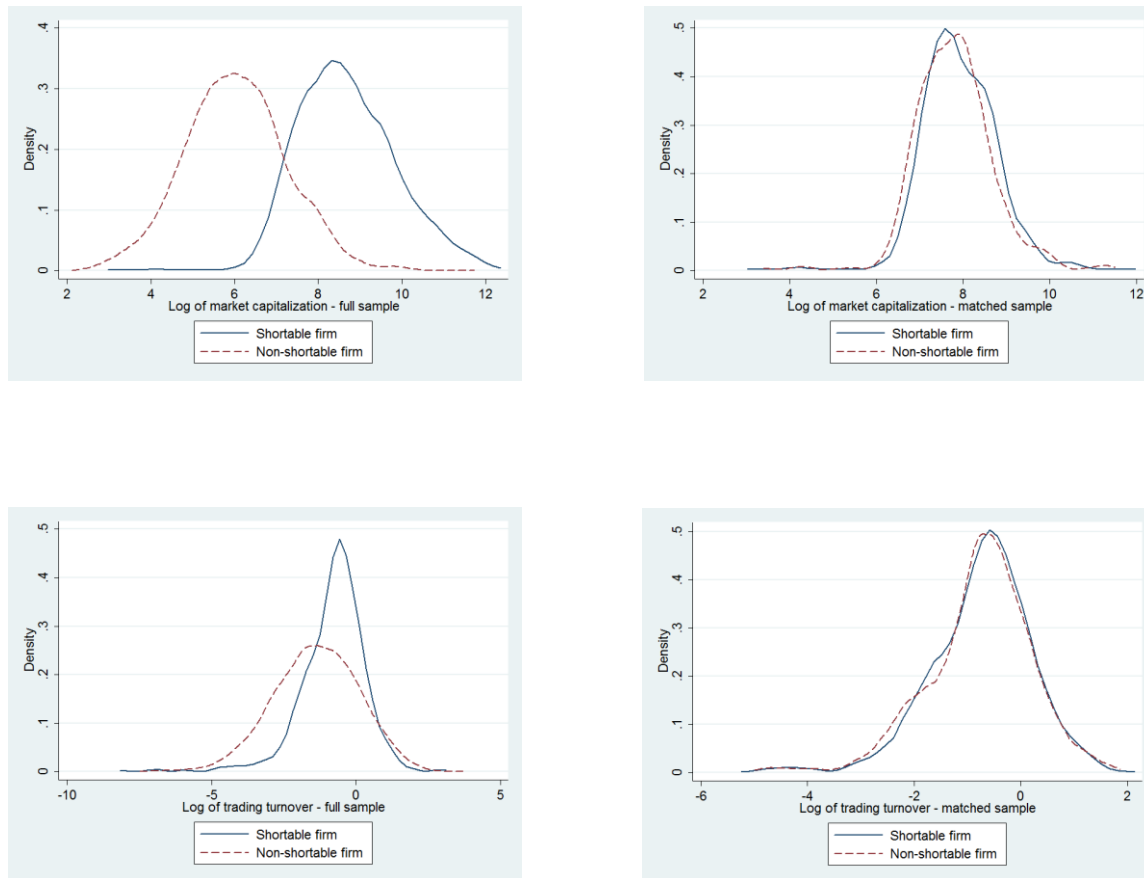 .4
.3
.2
.1
0
Density
2 4 6 8 10 12
Log of market capitalization - full sample
Shortable firm
Non-shortable firm
.5
.4
.3
.2
.1
0
Density
2 4 6 8 10 12
Log of market capitalization - matched sample
Shortable firm
Non-shortable firm
.5
.4
.3
.2
.1
0
Density
-10 -5 0 5
Log of trading turnover - full sample
Shortable firm
Non-shortable firm
.5
.4
.3
.2
.1
0
Density
-6 -4 -2 0 2
Log of trading turnover - matched sample
Shortable firm
Non-shortable firm